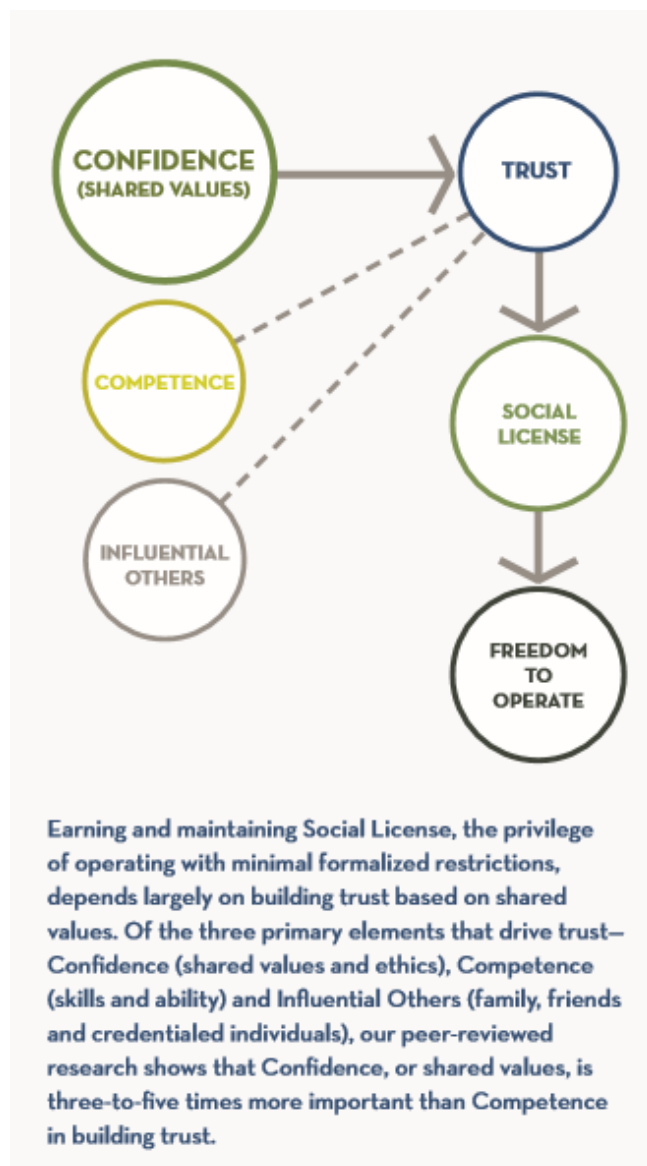 CONFIDENCE
(SHARED VALUES)
TRUST
COMPETENCE
SOCIAL
LICENSE
INFLUENTIAL
OTHERS
FREEDOM
TO
OPERATE
Earning and maintaining Social License, the privilege
of operating with minimal formalized restrictions,
depends largely on building trust based on shared
values. Of the three primary elements that drive trust—
Confidence (shared values and ethics), Competence
(skills and ability) and Influential Others (family, friends
and credentialed individuals), our peer-reviewed
research shows that Confidence, or shared values, is
three-to-five times more important than Competence
in building trust.